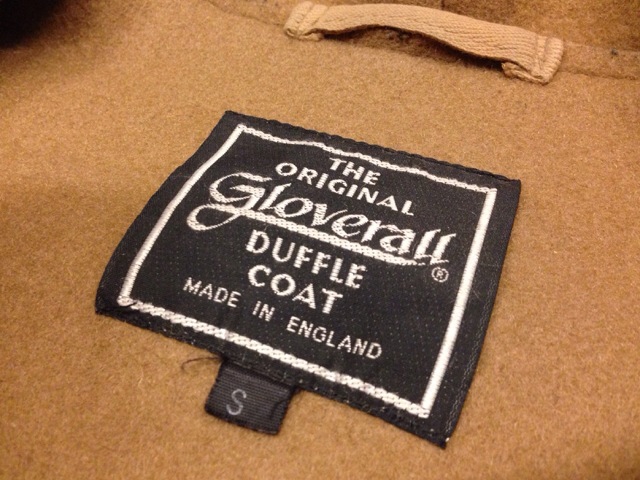 THE
ORIGINAL
Gloverall®
DUFFLE
COAT
MADE IN ENGLAND
S